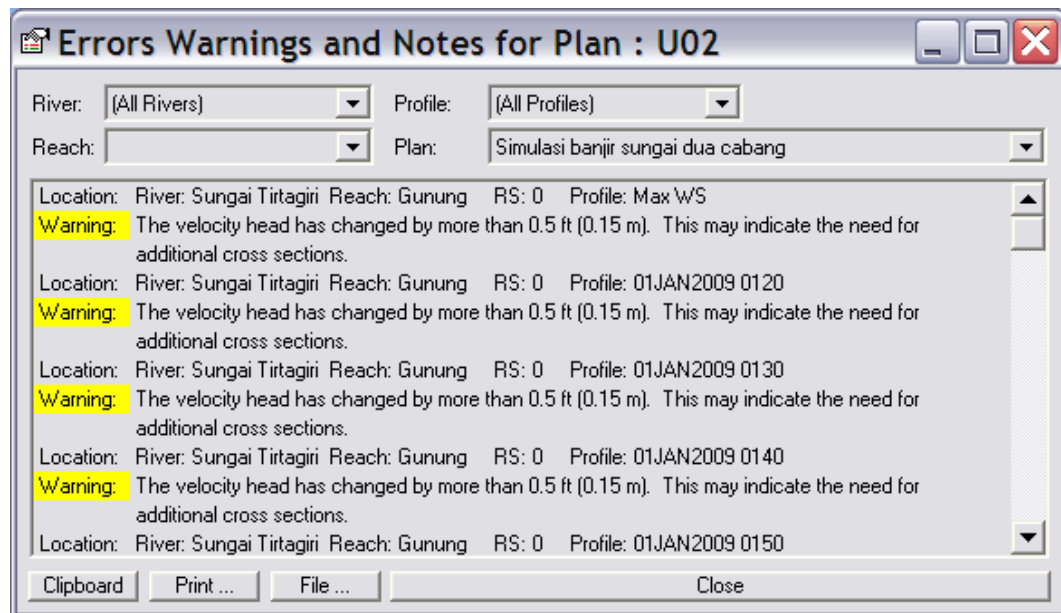 Errors Warnings and Notes for Plan : U02
River: (All Rivers) Profile: (All Profiles)
Reach: Plan: Simulasi banjir sungai dua cabang
Location: River: Sungai Tirtagiri Reach: Gunung RS: 0 Profile: Max WS
Warning: The velocity head has changed by more than 0.5 ft (0.15 m). This may indicate the need for
additional cross sections.
Location: River: Sungai Tirtagiri Reach: Gunung RS: 0 Profile: 01JAN2009 0120
Warning: The velocity head has changed by more than 0.5 ft (0.15 m). This may indicate the need for
additional cross sections.
Location: River: Sungai Tirtagiri Reach: Gunung RS: 0 Profile: 01JAN2009 0130
Warning: The velocity head has changed by more than 0.5 ft (0.15 m). This may indicate the need for
additional cross sections.
Location: River: Sungai Tirtagiri Reach: Gunung RS: 0 Profile: 01JAN2009 0140
Warning: The velocity head has changed by more than 0.5 ft (0.15 m). This may indicate the need for
additional cross sections.
Location: River: Sungai Tirtagiri Reach: Gunung RS: 0 Profile: 01JAN2009 0150
Clipboard Print ... File ... Close